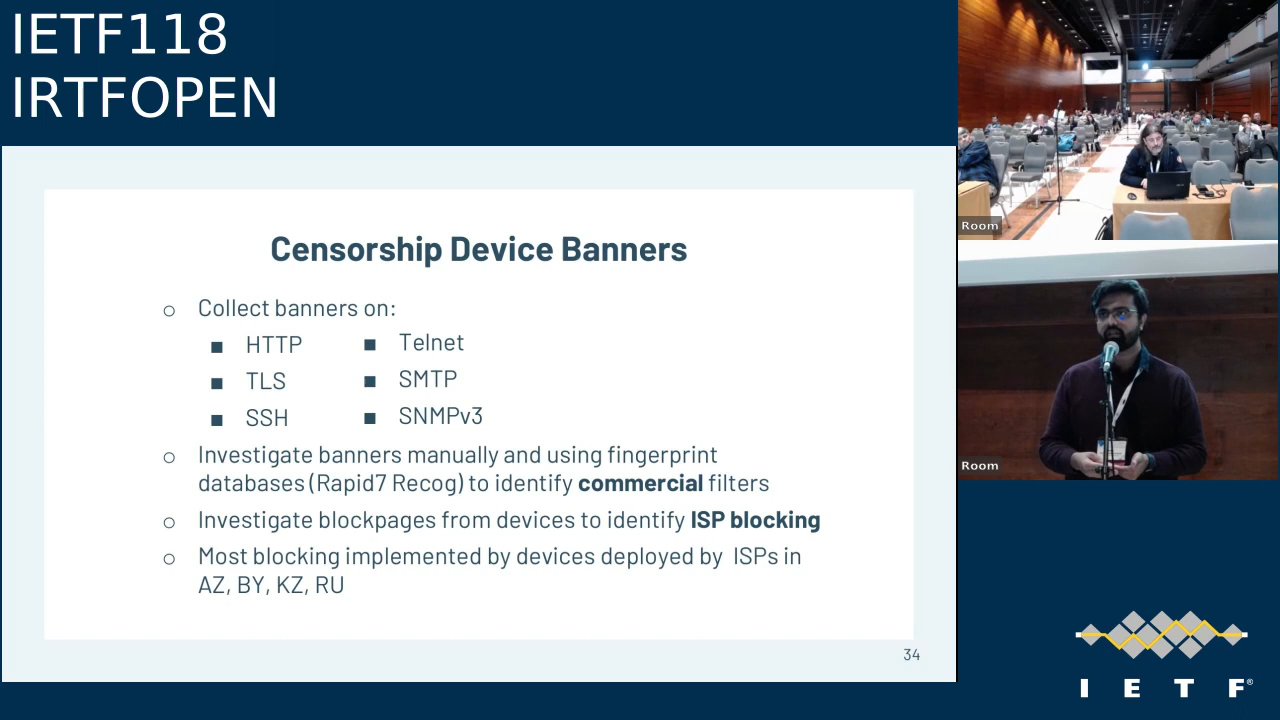 IETF118
IRTFOPEN
Censorship Device Banners
Collect banners on:
HTTP
TLS
SSH
Telnet
SMTP
SNMPv3
Investigate banners manually and using fingerprint
databases (Rapid7 Recog) to identify commercial filters
Investigate blockpages from devices to identify ISP blocking
Most blocking implemented by devices deployed by ISPs in
AZ, BY, KZ, RU
34
Room
Room
I E T F®